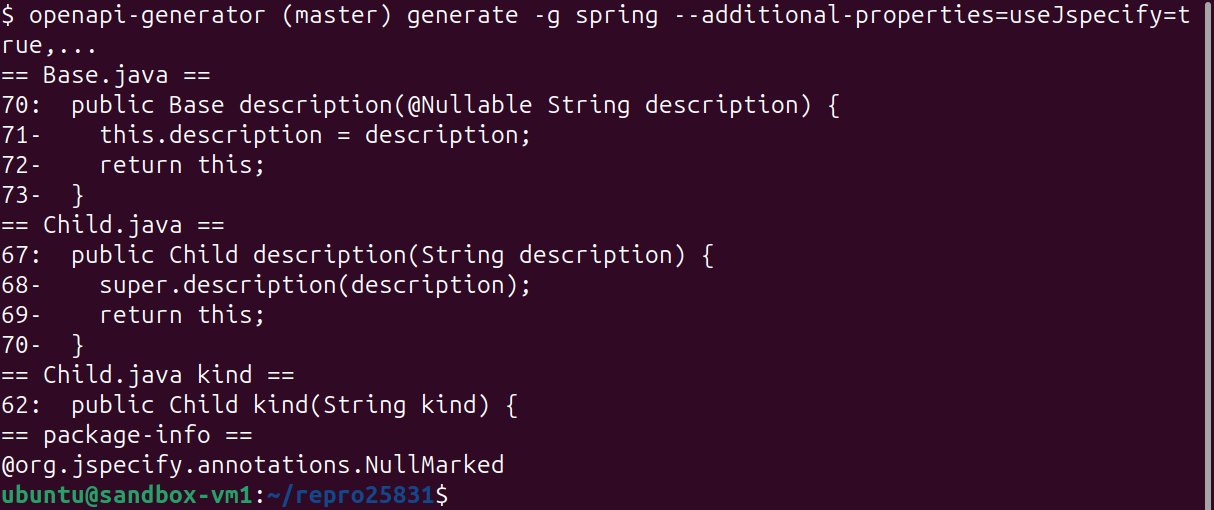 $ openapi-generator (master) generate -g spring --additional-properties=useJspecify=t
rue,...
== Base.java ==
70:  public Base description(@Nullable String description) {
71-    this.description = description;
72-    return this;
73-  }
== Child.java ==
67:  public Child description(String description) {
68-    super.description(description);
69-    return this;
70-  }
== Child.java kind ==
62:  public Child kind(String kind) {
== package-info ==
@org.jspecify.annotations.NullMarked
ubuntu@sandbox-vm1:~/repro25831$